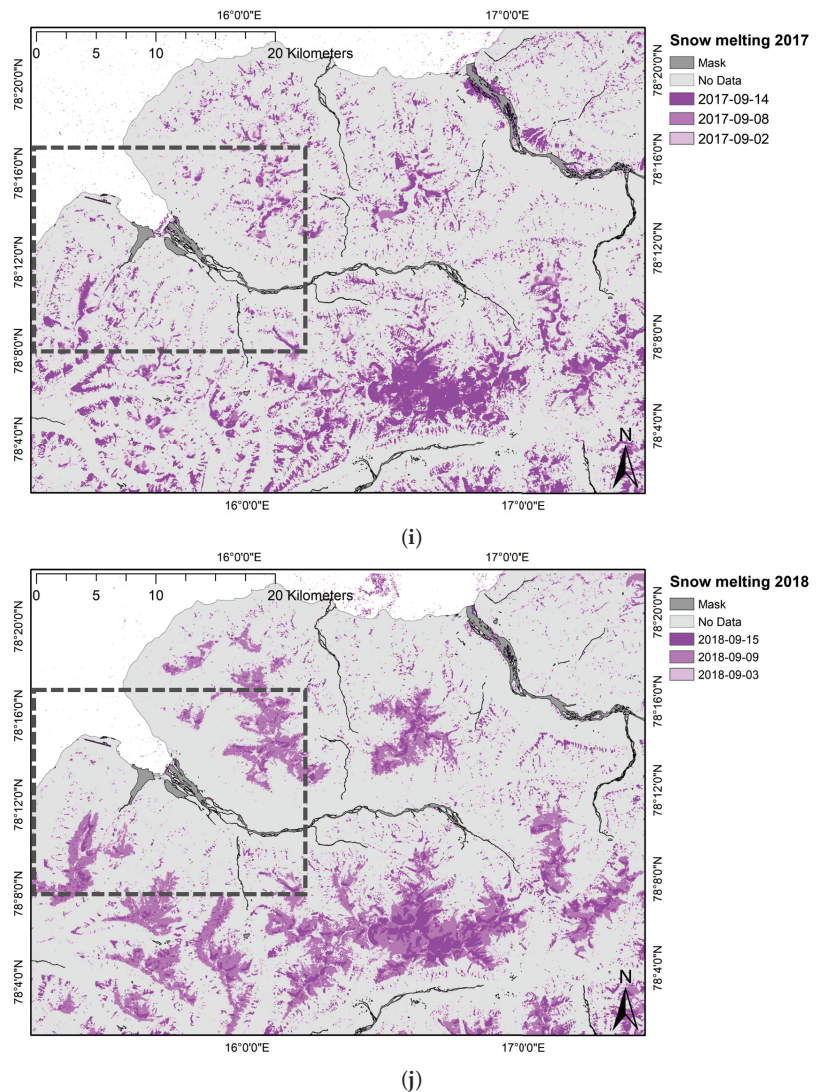 16°0'0"E 17°0'0"E
0 5 10 20 Kilometers
Snow melting 2017
Mask
No Data
2017-09-14
2017-09-08
2017-09-02
78°20'0"N 78°20'0"N
78°16'0"N 78°16'0"N
78°12'0"N 78°12'0"N
78°8'0"N 78°8'0"N
78°4'0"N 78°4'0"N
N
16°0'0"E 17°0'0"E
(i)
16°0'0"E 17°0'0"E
0 5 10 20 Kilometers
Snow melting 2018
Mask
No Data
2018-09-15
2018-09-09
2018-09-03
78°20'0"N 78°20'0"N
78°16'0"N 78°16'0"N
78°12'0"N 78°12'0"N
78°8'0"N 78°8'0"N
78°4'0"N 78°4'0"N
N
16°0'0"E 17°0'0"E
(j)